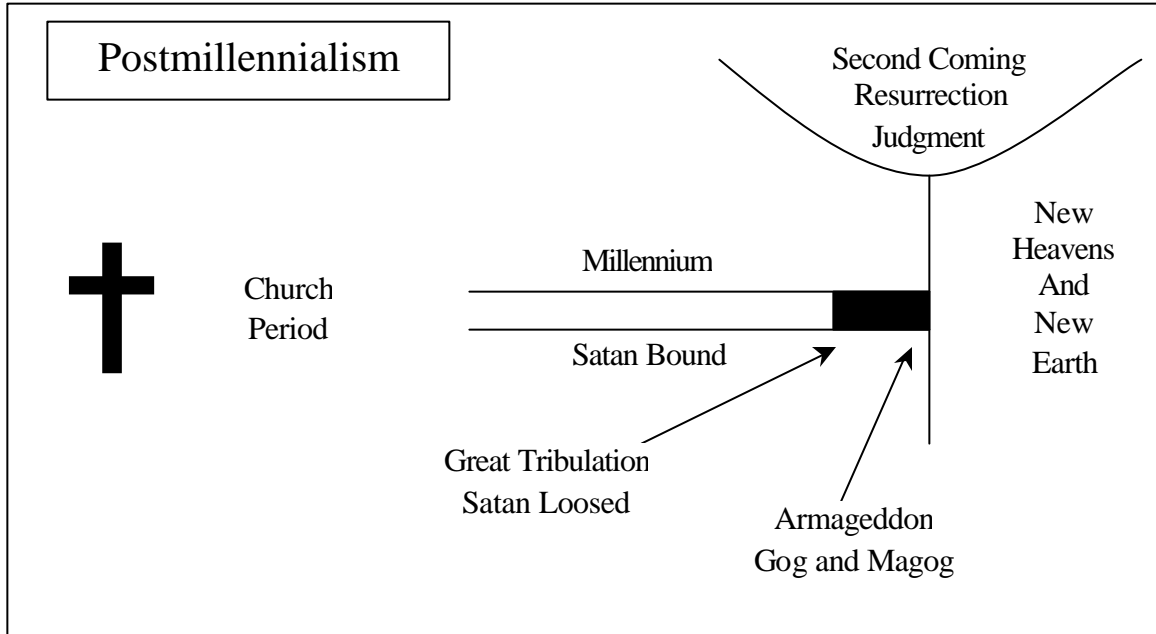 Postmillennialism
Second Coming
Resurrection
Judgment
Church
Period
Millennium
Satan Bound
Great Tribulation
Satan Loosed
Armageddon
Gog and Magog
New
Heavens
And
New
Earth